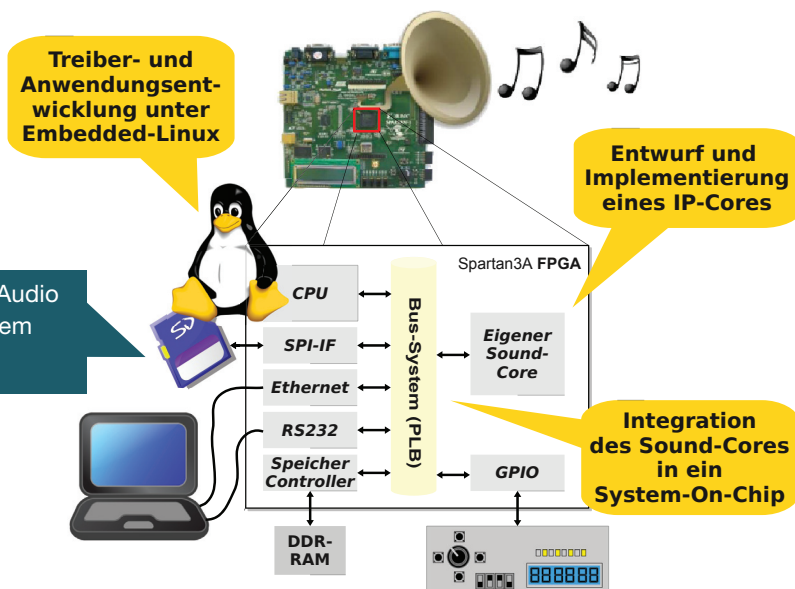 Treiber- und
Anwendungsent-
wicklung unter
Embedded-Linux
Entwurf und
Implementierung
eines IP-Cores
Spartan3A FPGA
Audio
em
CPU
SPI-IF
Ethernet
RS232
Speicher
Controller
Bus-System (PLB)
Eigener
Sound-
Core
GPIO
Integration
des Sound-Cores
in ein
System-On-Chip
DDR-
RAM
888888